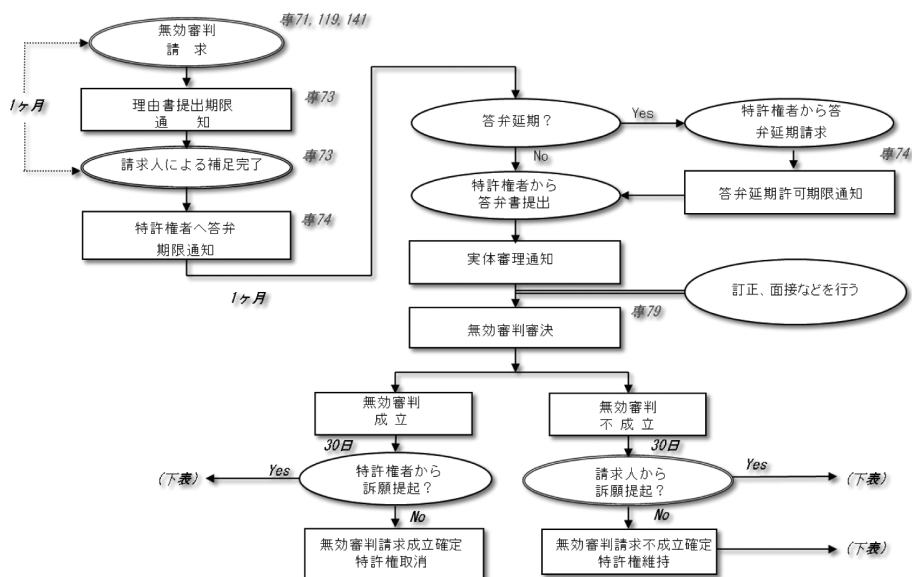 専71, 119, 141
無効審判
請 求
1ヶ月
専73
理由書提出期限
通 知
専73
請求人による補足完了
専74
特許権者へ答弁
期限通知
1ヶ月
答弁延期？
Yes
特許権者から答
弁延期請求
No
専74
特許権者から
答弁書提出
答弁延期許可期限通知
実体審理通知
訂正、面接などを行う
専79
無効審判審決
無効審判
成 立
無効審判
不 成 立
30日
30日
(下表)
Yes
特許権者から
訴願提起？
請求人から
訴願提起？
Yes
(下表)
No
No
無効審判請求成立確定
特許権取消
無効審判請求不成立確定
特許権維持
(下表)